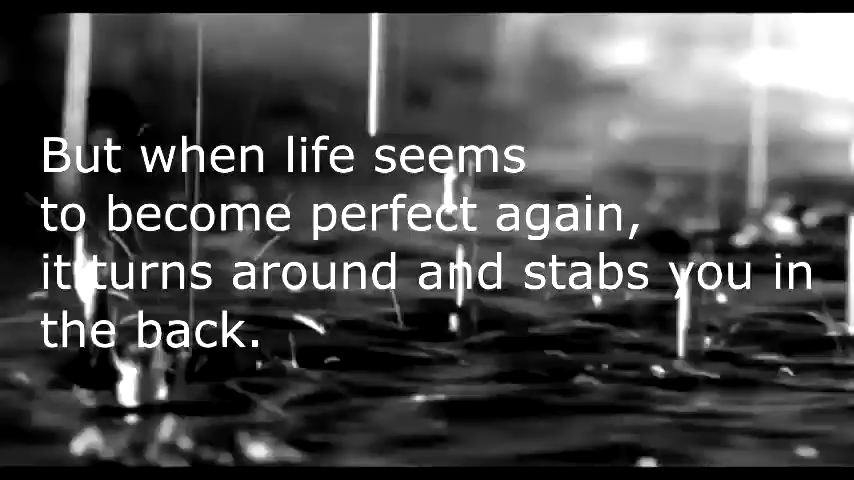 But when life seems
to become perfect again,
it turns around and stabs you in
the back.